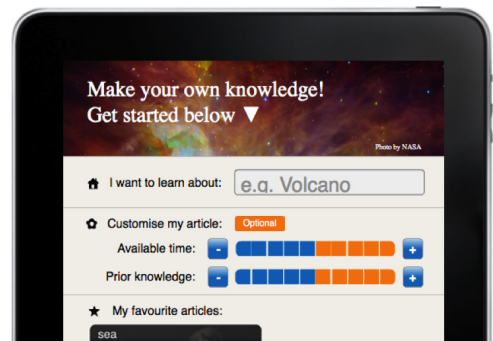 Make your own knowledge!
Get started below ▼
Photo by NASA
I want to learn about: e.g. Volcano
Customise my article: Optional
Available time: - +
Prior knowledge: - +
My favourite articles:
sea